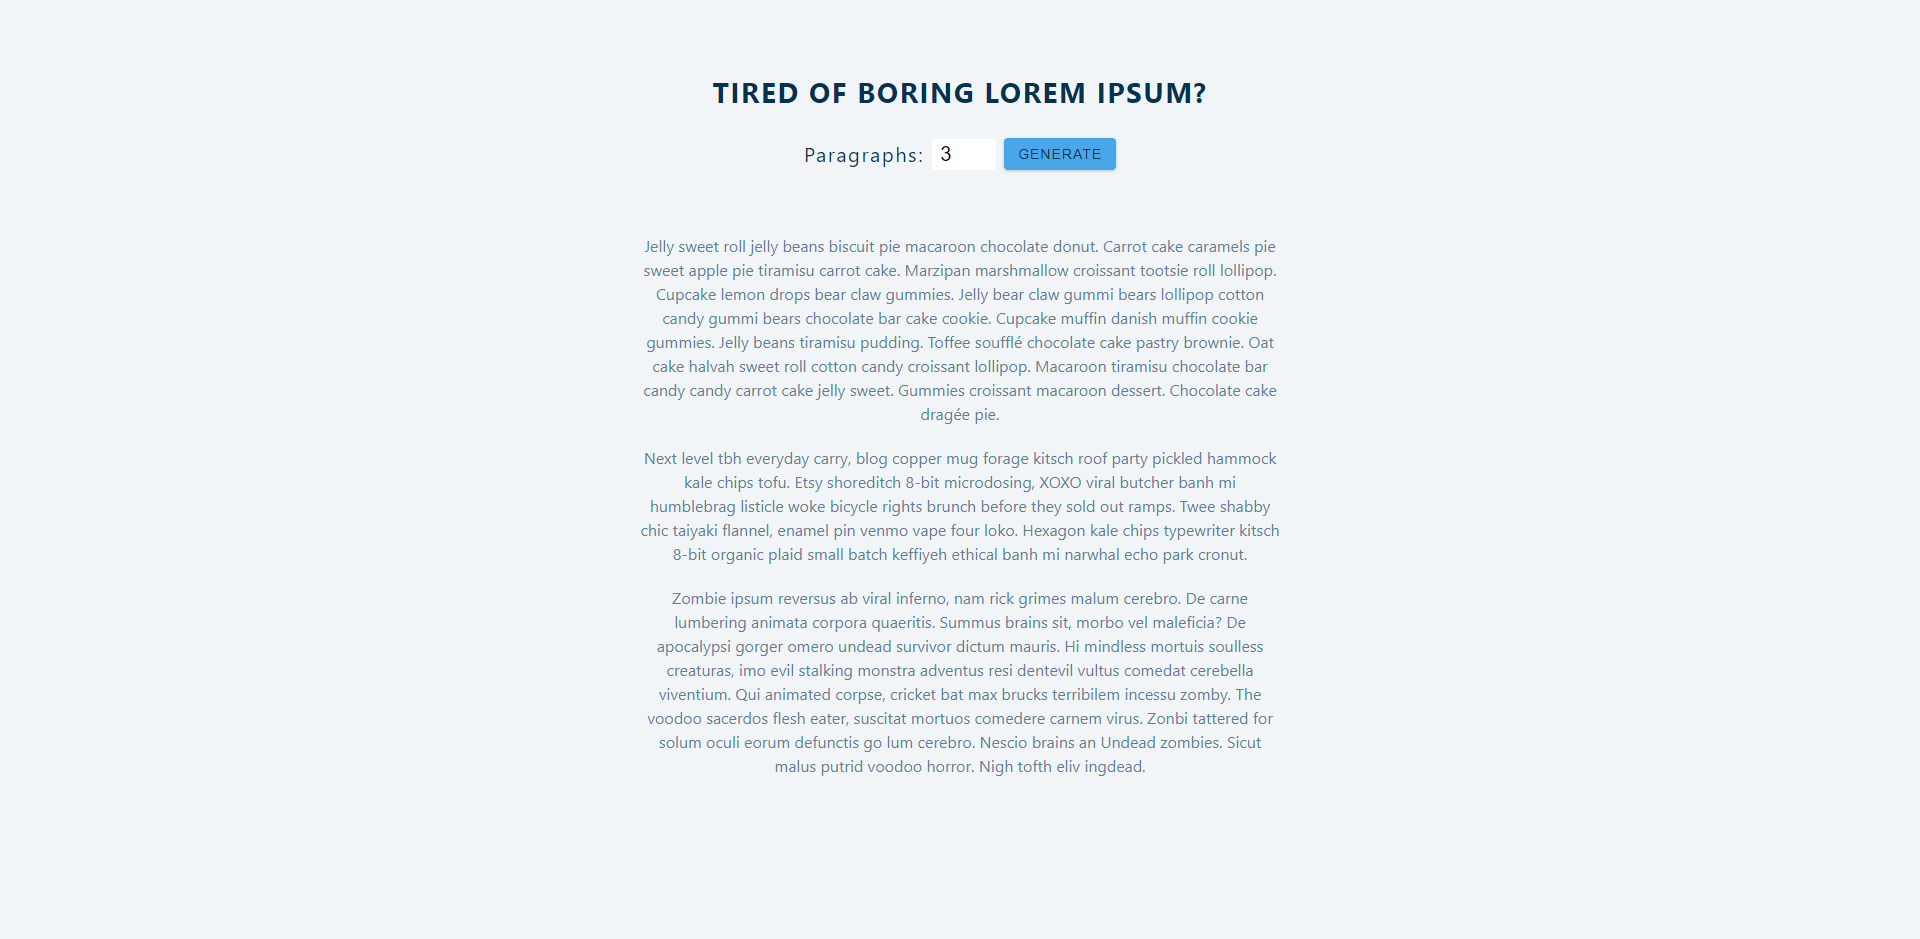 TIRED OF BORING LOREM IPSUM?
Paragraphs: 3 GENERATE
Jelly sweet roll jelly beans biscuit pie macaroon chocolate donut. Carrot cake caramels pie
sweet apple pie tiramisu carrot cake. Marzipan marshmallow croissant tootsie roll lollipop.
Cupcake lemon drops bear claw gummies. Jelly bear claw gummi bears lollipop cotton
candy gummi bears chocolate bar cake cookie. Cupcake muffin danish muffin cookie
gummies. Jelly beans tiramisu pudding. Toffee soufflé chocolate cake pastry brownie. Oat
cake halvah sweet roll cotton candy croissant lollipop. Macaroon tiramisu chocolate bar
candy candy carrot cake jelly sweet. Gummies croissant macaroon dessert. Chocolate cake
dragée pie.
Next level tbh everyday carry, blog copper mug forage kitsch roof party pickled hammock
kale chips tofu. Etsy shoreditch 8-bit microdosing, XOXO viral butcher banh mi
humblebrag listicle woke bicycle rights brunch before they sold out ramps. Twee shabby
chic taiyaki flannel, enamel pin venmo vape four loko. Hexagon kale chips typewriter kitsch
8-bit organic plaid small batch keffiyeh ethical banh mi narwhal echo park cronut.
Zombie ipsum reversus ab viral inferno, nam rick grimes malum cerebro. De carne
lumbering animata corpora quaeritis. Summus brains sit, morbo vel maleficia? De
apocalypsi gorger omero undead survivor dictum mauris. Hi mindless mortuis soulless
creaturas, imo evil stalking monstra adventus resi dentevil vultus comedat cerebella
viventium. Qui animated corpse, cricket bat max brucks terribilem incessu zomby. The
voodoo sacerdos flesh eater, suscitat mortuos comedere carnem virus. Zonbi tattered for
solum oculi eorum defunctis go lum cerebro. Nescio brains an Undead zombies. Sicut
malus putrid voodoo horror. Nigh tofth eliv ingdead.